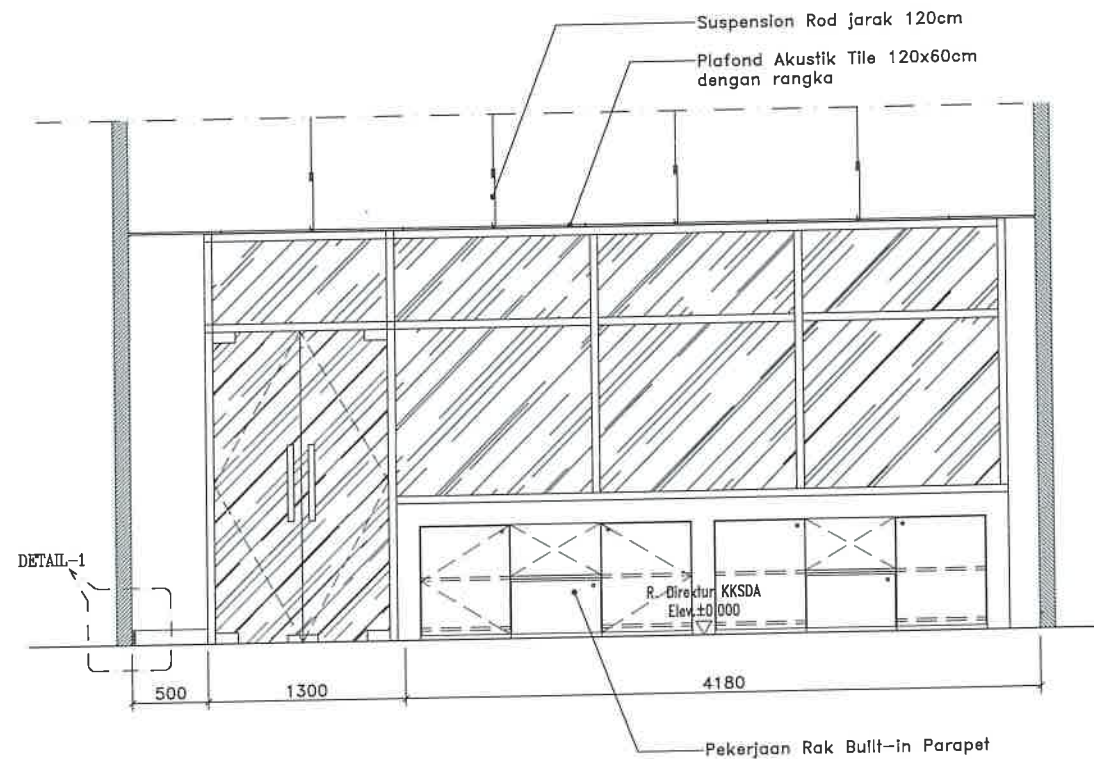 Suspension Rod jarak 120cm
Plafond Akustik Tile 120x60cm
dengan rangka
DETAIL-1
R. Direktur KKSDA
Elev.±0.000
500
1300
4180
Pekerjaan Rak Built-in Parapet